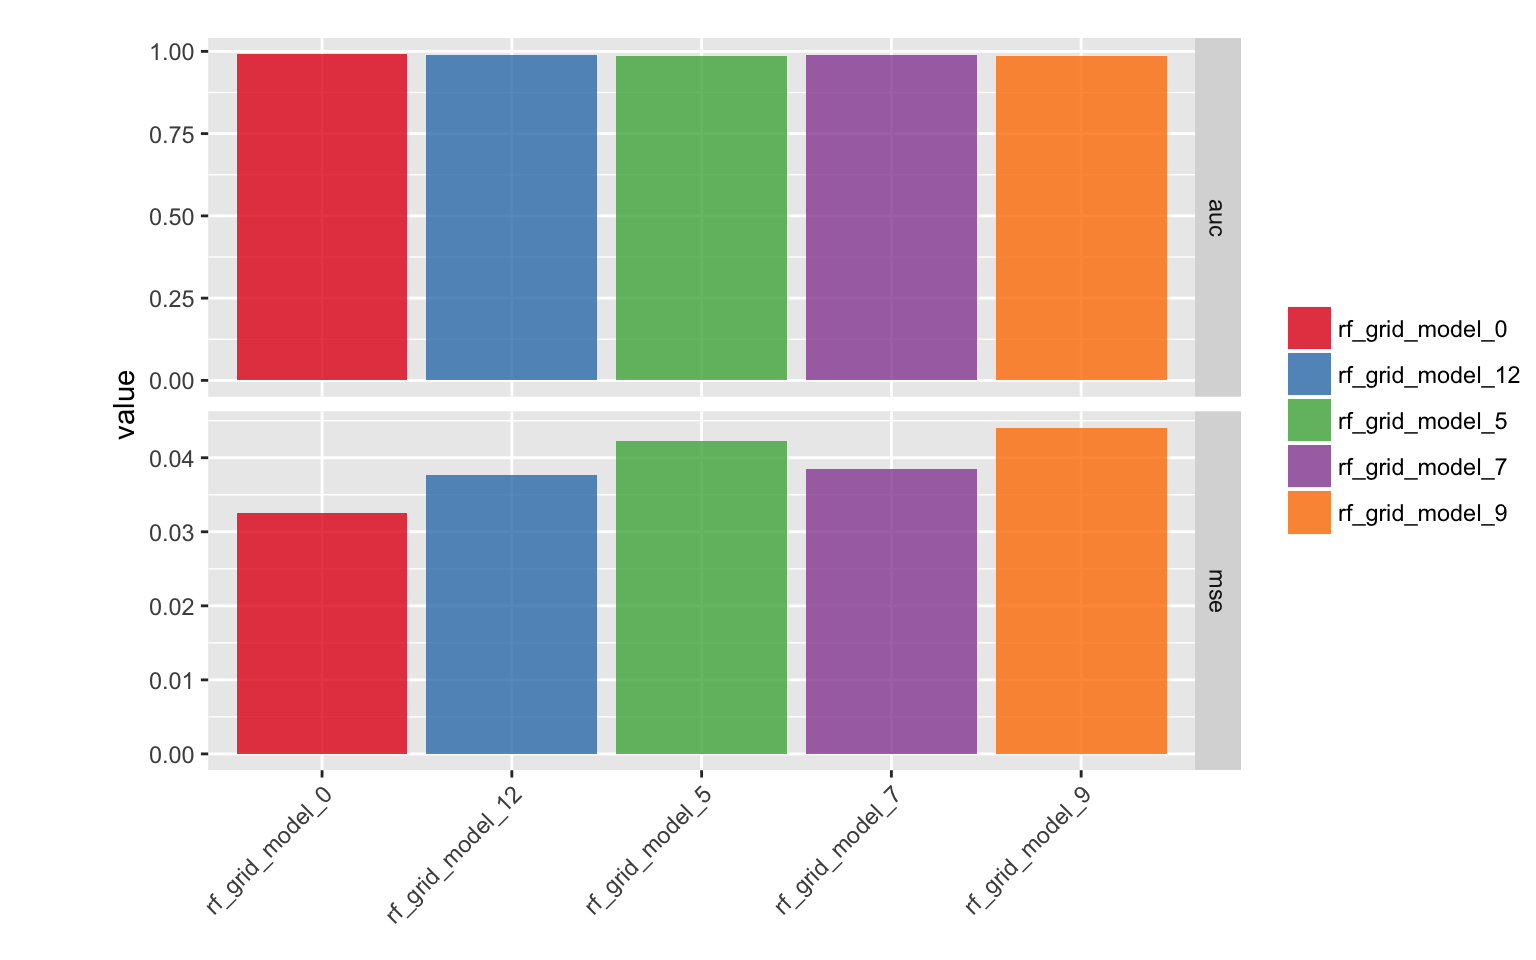 1.00
0.75
0.50
0.25
0.00
auc
value
0.04
0.03
0.02
0.01
0.00
mse
rf_grid_model_0
rf_grid_model_12
rf_grid_model_5
rf_grid_model_7
rf_grid_model_9
rf_grid_model_0
rf_grid_model_12
rf_grid_model_5
rf_grid_model_7
rf_grid_model_9